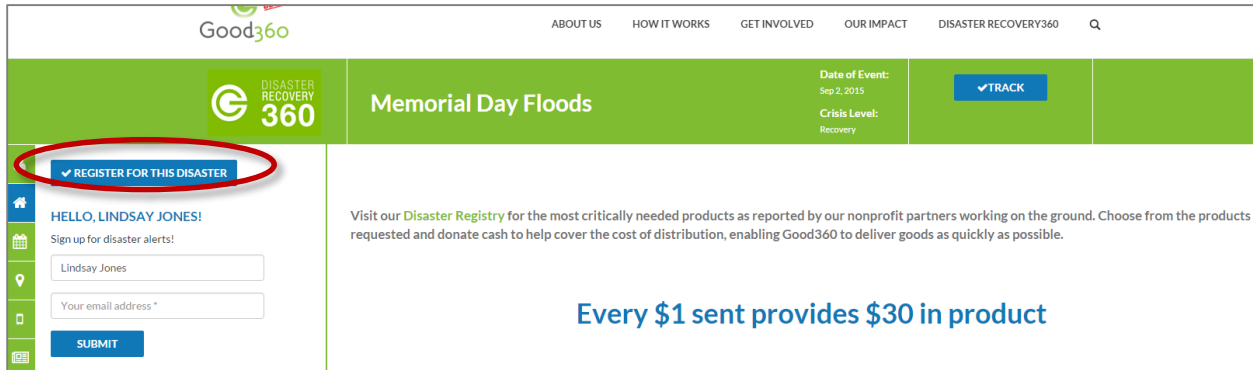 Good360
ABOUT US HOW IT WORKS GET INVOLVED OUR IMPACT DISASTER RECOVERY360
DISASTER
RECOVERY
360
Memorial Day Floods
Date of Event:
Sep 2, 2015
Crisis Level:
Recovery
✔TRACK
✔ REGISTER FOR THIS DISASTER
HELLO, LINDSAY JONES!
Sign up for disaster alerts!
Lindsay Jones
Your email address *
SUBMIT
Visit our Disaster Registry for the most critically needed products as reported by our nonprofit partners working on the ground. Choose from the products
requested and donate cash to help cover the cost of distribution, enabling Good360 to deliver goods as quickly as possible.
Every $1 sent provides $30 in product